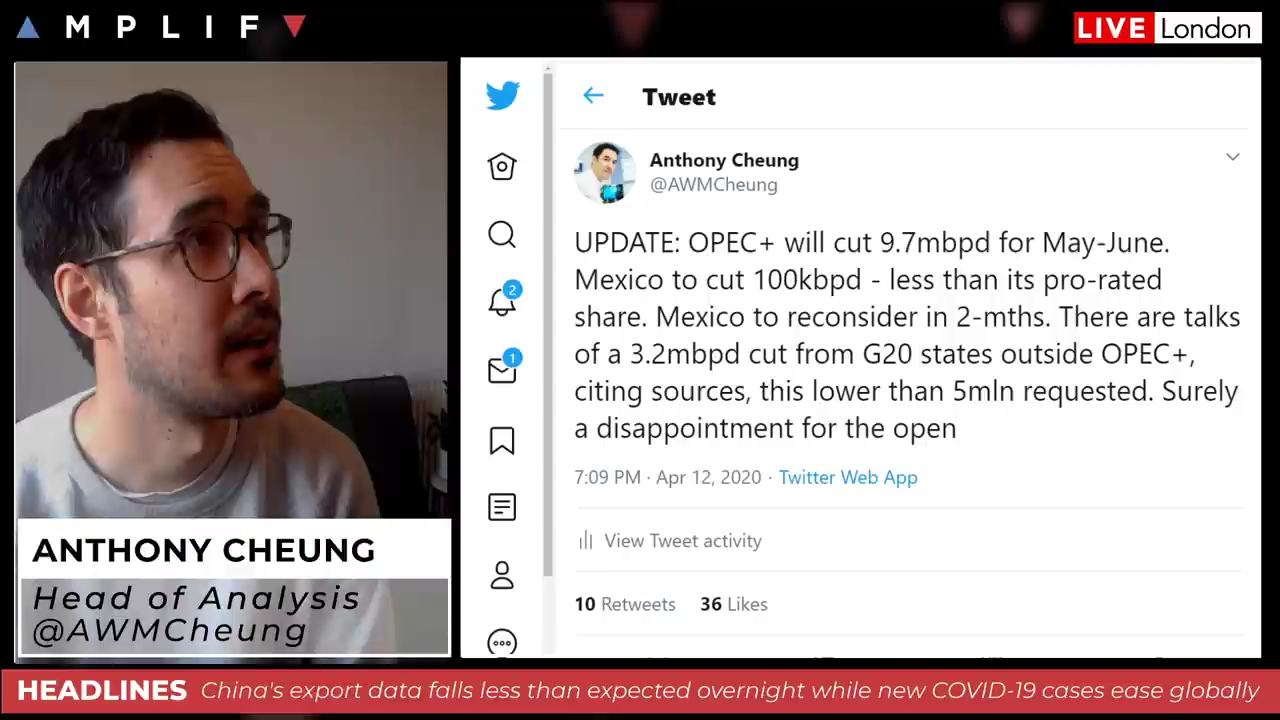 AMPLIFY
LIVE London
Tweet
Anthony Cheung
@AWMCheung
UPDATE: OPEC+ will cut 9.7mbpd for May-June.
Mexico to cut 100kbpd - less than its pro-rated
share. Mexico to reconsider in 2-mths. There are talks
of a 3.2mbpd cut from G20 states outside OPEC+,
citing sources, this lower than 5mln requested. Surely
a disappointment for the open
7:09 PM · Apr 12, 2020 · Twitter Web App
View Tweet activity
10 Retweets 36 Likes
2
1
ANTHONY CHEUNG
Head of Analysis
@AWMCheung
HEADLINES China's export data falls less than expected overnight while new COVID-19 cases ease globally